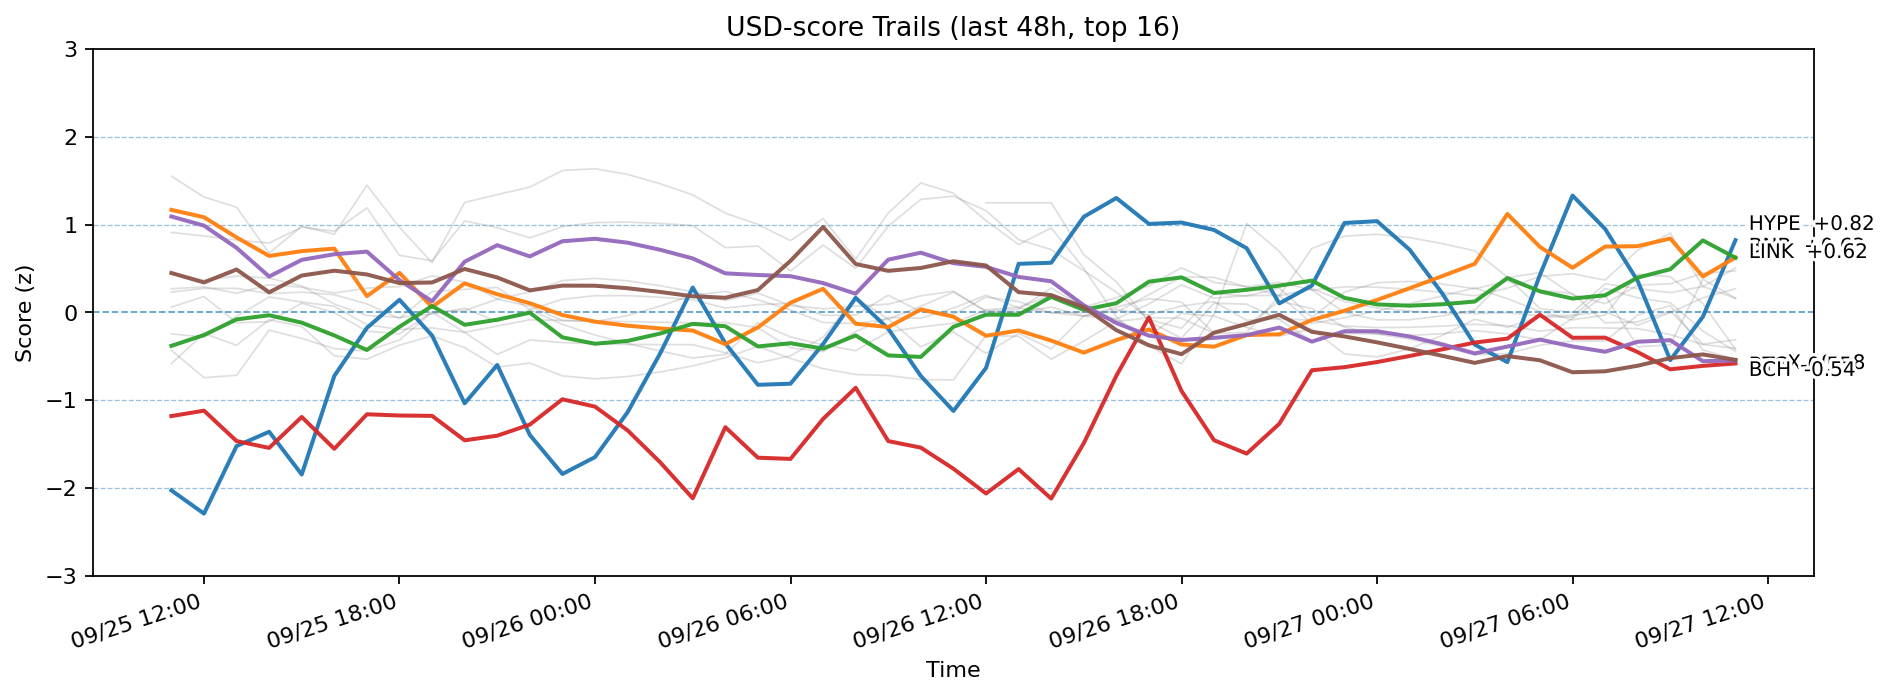 USD-score Trails (last 48h, top 16)
Score (z)
3
2
1
0
−1
−2
−3
HYPE +0.82
LINK +0.62
BCH -0.54
09/25 12:00
09/25 18:00
09/26 00:00
09/26 06:00
09/26 12:00
09/26 18:00
09/27 00:00
09/27 06:00
09/27 12:00
Time